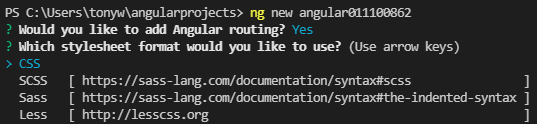 PS C:\Users\tonyw\angularprojects> ng new angular011100862
? Would you like to add Angular routing? Yes
? Which stylesheet format would you like to use? (Use arrow keys)
> CSS
SCSS [ https://sass-lang.com/documentation/syntax#scss ]
Sass [ https://sass-lang.com/documentation/syntax#the-indented-syntax ]
Less [ http://lesscss.org ]